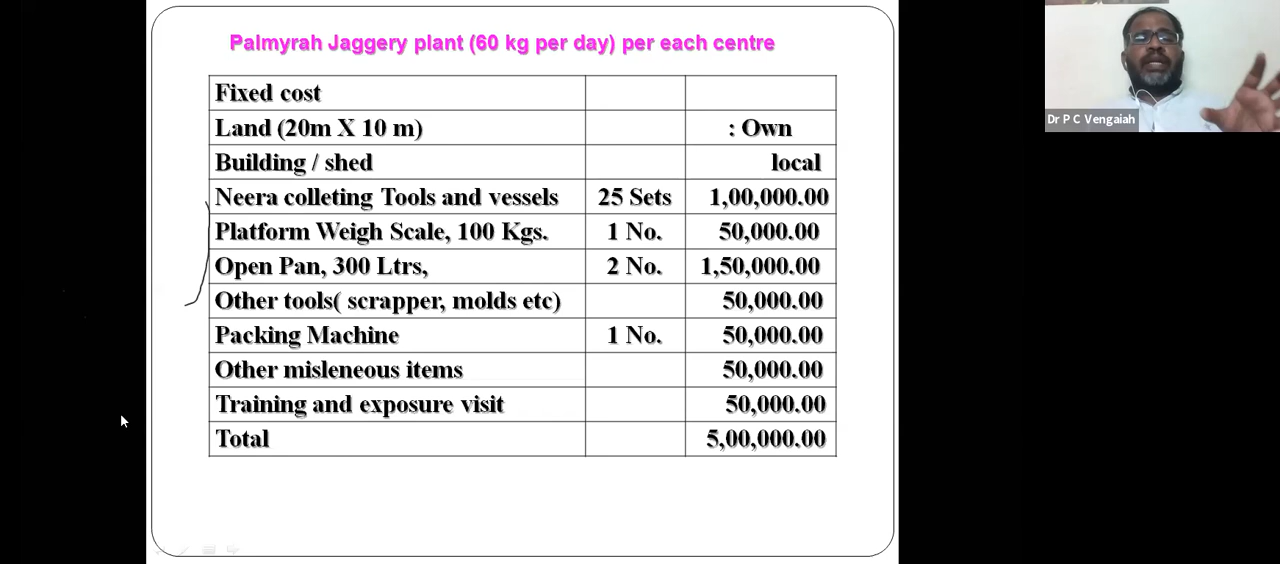 Palmyrah Jaggery plant (60 kg per day) per each centre
Fixed cost
Land (20m X 10 m) : Own
Building / shed local
Neera colleting Tools and vessels 25 Sets 1,00,000.00
Platform Weigh Scale, 100 Kgs. 1 No. 50,000.00
Open Pan, 300 Ltrs, 2 No. 1,50,000.00
Other tools( scrapper, molds etc) 50,000.00
Packing Machine 1 No. 50,000.00
Other misleneous items 50,000.00
Training and exposure visit 50,000.00
Total 5,00,000.00
Dr P C Vengaiah